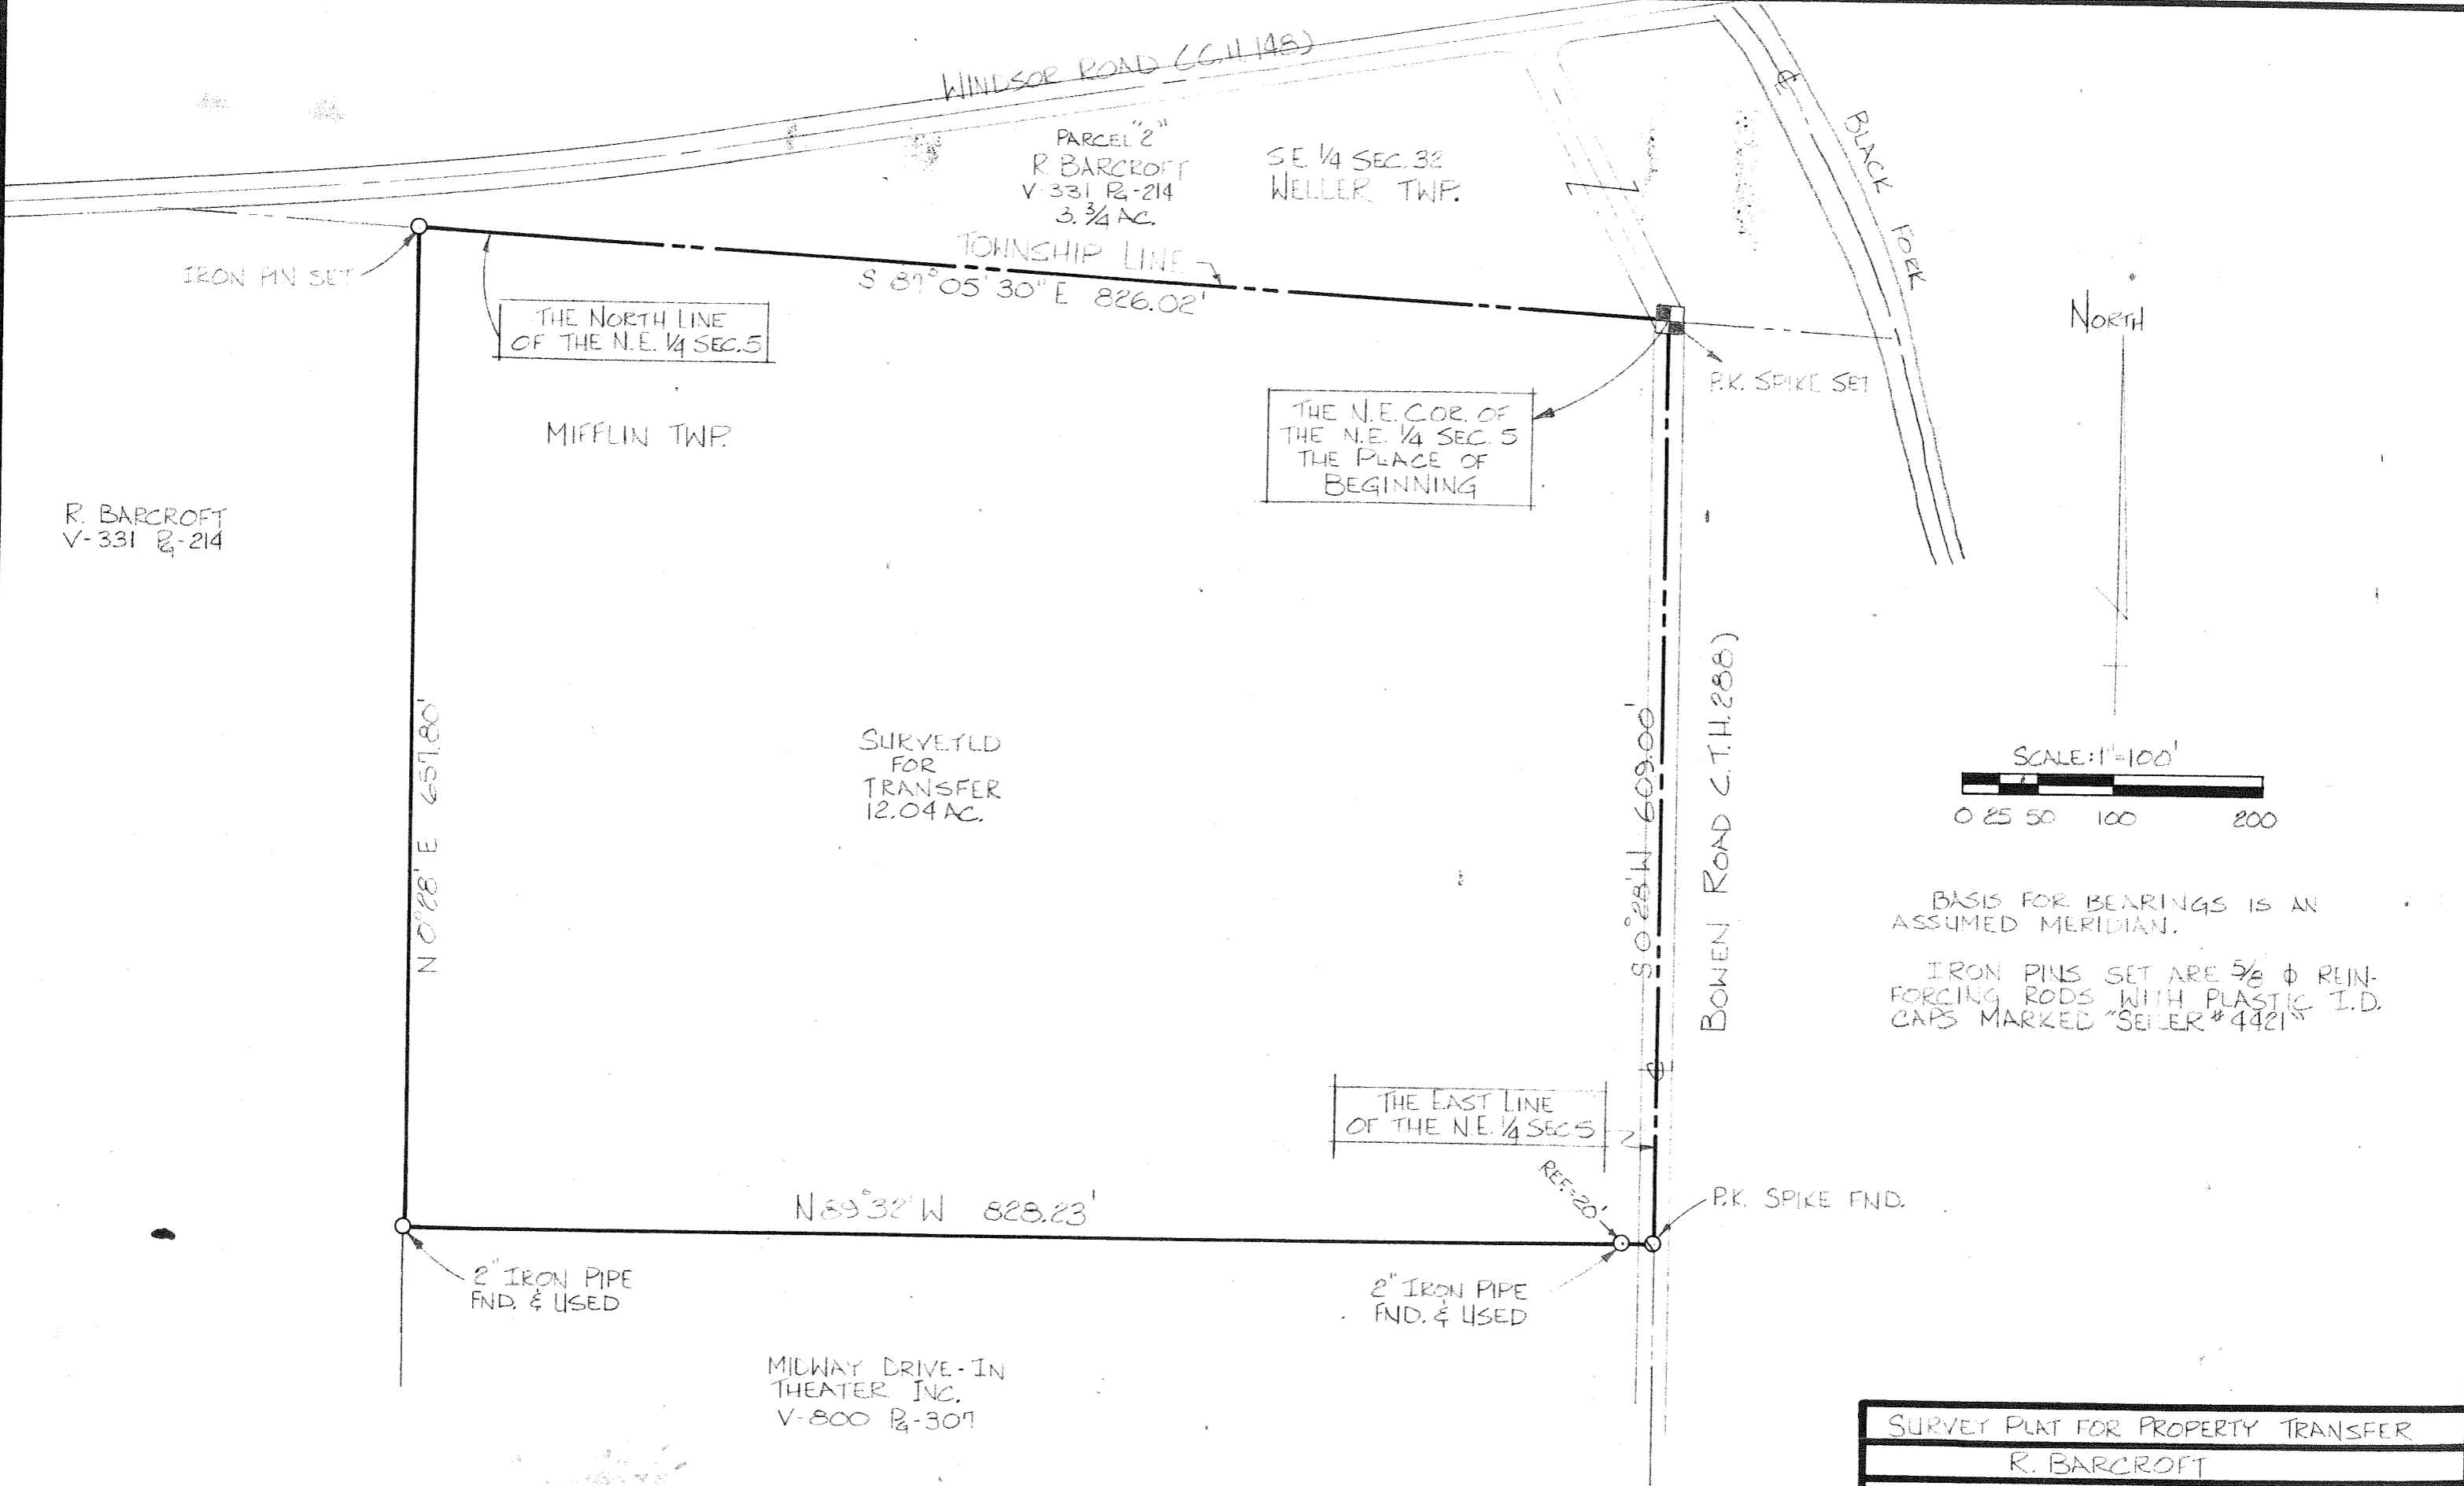 WINDSOR ROAD (C.H.148)
PARCEL "2"
R. BARCROFT
V-331 Pg-214
3.3/4 AC.
S.E. 1/4 SEC. 32
WELLER TWP.
BLACK FORK
TOWNSHIP LINE
S 87°05'30" E 826.02'
IRON PIN SET
THE NORTH LINE
OF THE N.E. 1/4 SEC.5
MIFFLIN TWP.
P.K. SPIKE SET
THE N.E. COR. OF
THE N.E. 1/4 SEC. 5
THE PLACE OF
BEGINNING
NORTH
R. BARCROFT
V-331 Pg-214
N 0°28' E 657.80'
SURVEYED
FOR
TRANSFER
12.04 AC.
S 0°28' W 609.00'
BOWEN ROAD C.T.H.288)
SCALE: 1"=100'
0 25 50 100 200
BASIS FOR BEARINGS IS AN
ASSUMED MERIDIAN.
IRON PINS SET ARE 5/8 ϕ REIN-
FORCING RODS WITH PLASTIC I.D.
CAPS MARKED "SEILER #4421"
THE EAST LINE
OF THE N.E. 1/4 SEC 5
REF.=20'
P.K. SPIKE FND.
N 89°32' W 828.23'
2" IRON PIPE
FND. & USED
2" IRON PIPE
FND. & USED
MIDWAY DRIVE-IN
THEATER INC.
V-800 Pg-307
SURVEY PLAT FOR PROPERTY TRANSFER
R. BARCROFT